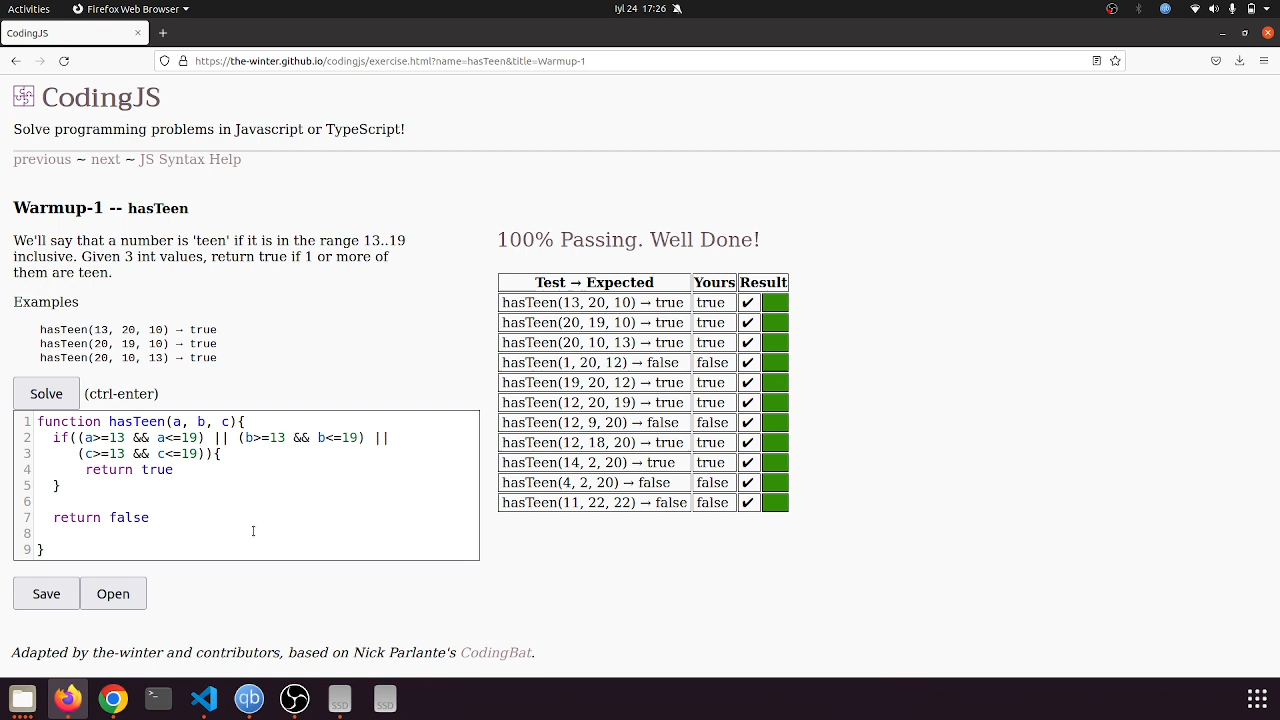 Activities
Firefox Web Browser
lyl 24 17:26
CodingJS
https://the-winter.github.io/codingjs/exercise.html?name=hasTeen&title=Warmup-1
CodingJS
Solve programming problems in Javascript or TypeScript!
previous ~ next ~ JS Syntax Help
Warmup-1 -- hasTeen
We'll say that a number is 'teen' if it is in the range 13..19
inclusive. Given 3 int values, return true if 1 or more of
them are teen.
Examples
hasTeen(13, 20, 10) → true
hasTeen(20, 19, 10) → true
hasTeen(20, 10, 13) → true
Solve (ctrl-enter)
1 function hasTeen(a, b, c){
2 if((a>=13 && a<=19) || (b>=13 && b<=19) ||
3 (c>=13 && c<=19)){
4 return true
5 }
6
7 return false
8
9 }
Save Open
100% Passing. Well Done!
Test → Expected Yours Result
hasTeen(13, 20, 10) → true true ✔
hasTeen(20, 19, 10) → true true ✔
hasTeen(20, 10, 13) → true true ✔
hasTeen(1, 20, 12) → false false ✔
hasTeen(19, 20, 12) → true true ✔
hasTeen(12, 20, 19) → true true ✔
hasTeen(12, 9, 20) → false false ✔
hasTeen(12, 18, 20) → true true ✔
hasTeen(14, 2, 20) → true true ✔
hasTeen(4, 2, 20) → false false ✔
hasTeen(11, 22, 22) → false false ✔
Adapted by the-winter and contributors, based on Nick Parlante's CodingBat.
qb
SSD
SSD